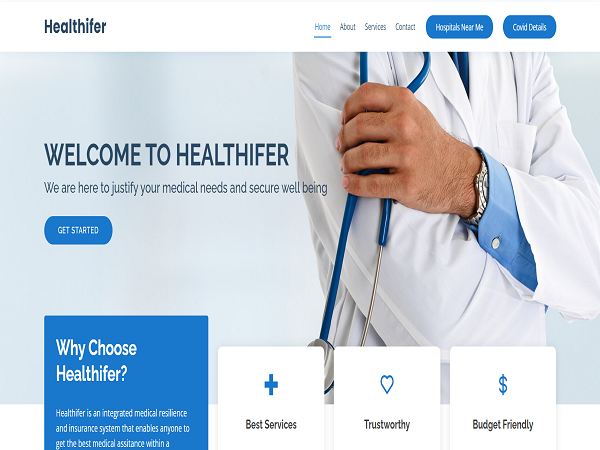 Healthifer
Home About Services Contact Hospitals Near Me Covid Details
WELCOME TO HEALTHIFER
We are here to justify your medical needs and secure well being
GET STARTED
Why Choose
Healthifer?
Healthifer is an integrated medical resilience
and insurance system that enables anyone to
get the best medical assitance within a
Best Services
Trustworthy
Budget Friendly